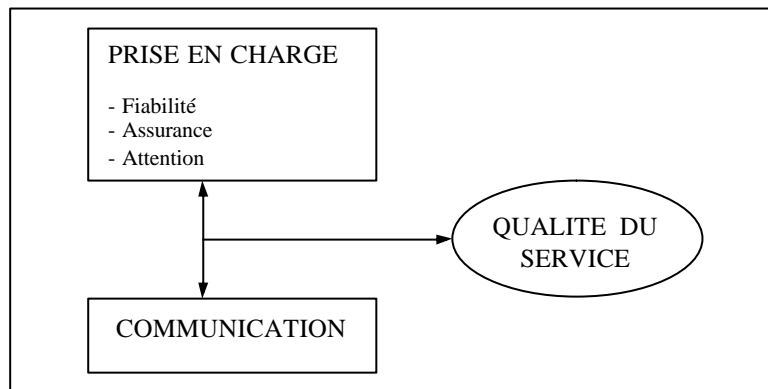 PRISE EN CHARGE
- Fiabilité
- Assurance
- Attention
QUALITE DU
SERVICE
COMMUNICATION